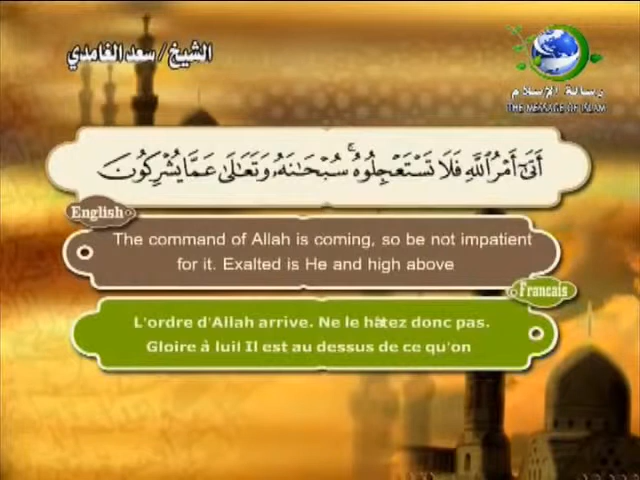 الشيخ / سعد الغامدي
رسالة الإسلام
THE MESSAGE OF ISLAM
أَتَىٰٓ أَمْرُ ٱللَّهِ فَلَا تَسْتَعْجِلُوهُ ۚ سُبْحَـٰنَهُۥ وَتَعَـٰلَىٰ عَمَّا يُشْرِكُونَ
English
The command of Allah is coming, so be not impatient
for it. Exalted is He and high above
Francais
L'ordre d'Allah arrive. Ne le hâtez donc pas.
Gloire à luiI Il est au dessus de ce qu'on